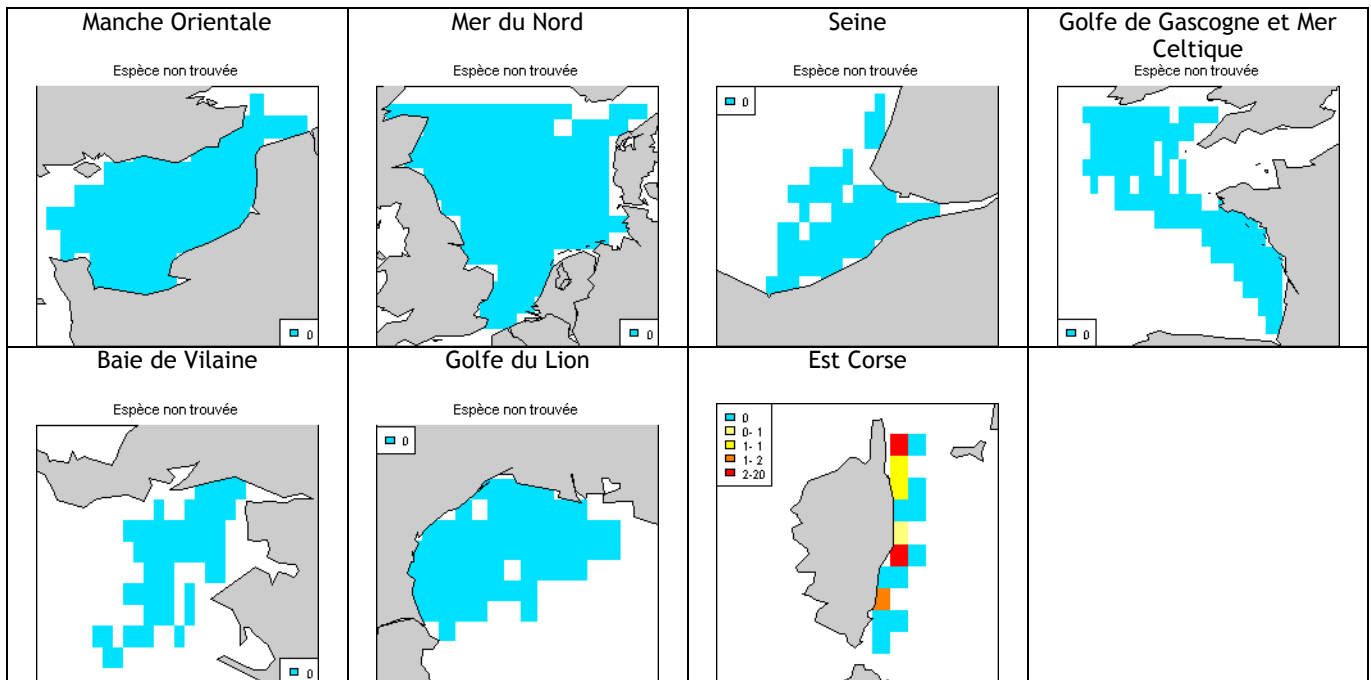 Manche Orientale
Espèce non trouvée
0
Mer du Nord
Espèce non trouvée
0
Seine
Espèce non trouvée
0
Golfe de Gascogne et Mer
Celtique
Espèce non trouvée
0
Baie de Vilaine
Espèce non trouvée
0
Golfe du Lion
Espèce non trouvée
0
Est Corse
0
0- 1
1- 1
1- 2
2-20